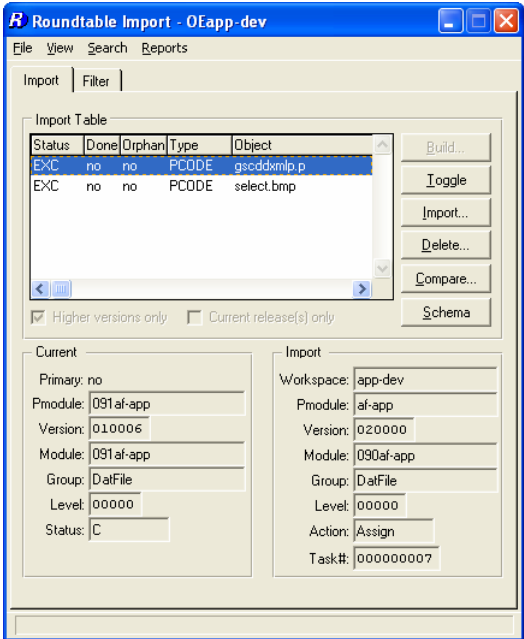 R Roundtable Import - OEapp-dev
File View Search Reports
Import Filter
Import Table
Status Done Orphan Type Object
EXC no no PCODE gscddxmlp.p
EXC no no PCODE select.bmp
Build...
Toggle
Import...
Delete...
Compare...
Schema
Higher versions only Current release(s) only
Current
Primary: no
Pmodule: 091af-app
Version: 010006
Module: 091af-app
Group: DatFile
Level: 00000
Status: C
Import
Workspace: app-dev
Pmodule: af-app
Version: 020000
Module: 090af-app
Group: DatFile
Level: 00000
Action: Assign
Task#: 000000007